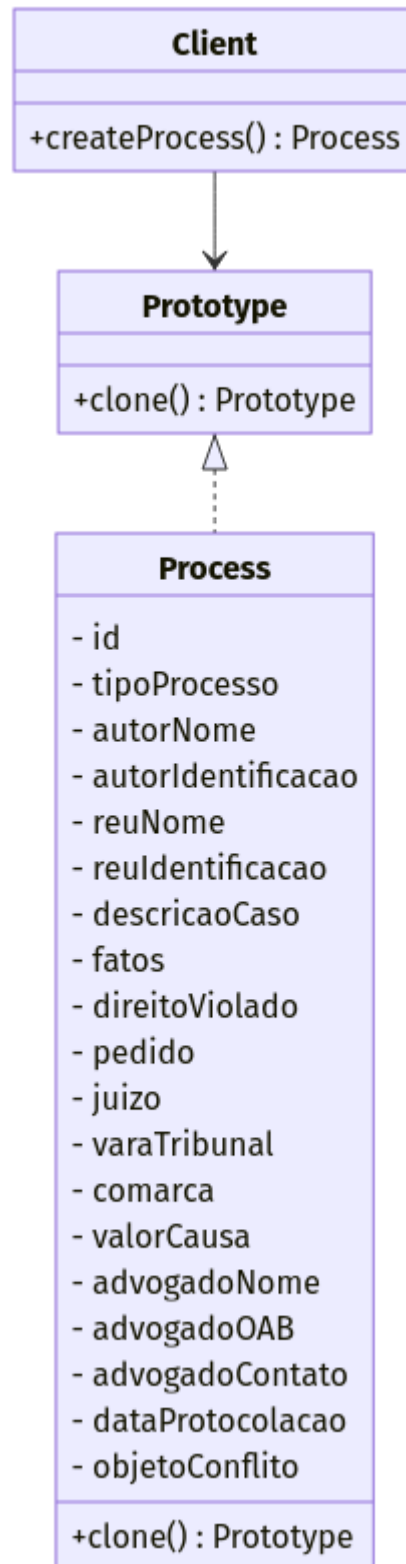 Client
+createProcess() : Process
Prototype
+clone() : Prototype
Process
- id
- tipoProcesso
- autorNome
- autorIdentificacao
- reuNome
- reuIdentificacao
- descricaoCaso
- fatos
- direitoViolado
- pedido
- juizo
- varaTribunal
- comarca
- valorCausa
- advogadoNome
- advogadoOAB
- advogadoContato
- dataProtocolacao
- objetoConflito
+clone() : Prototype